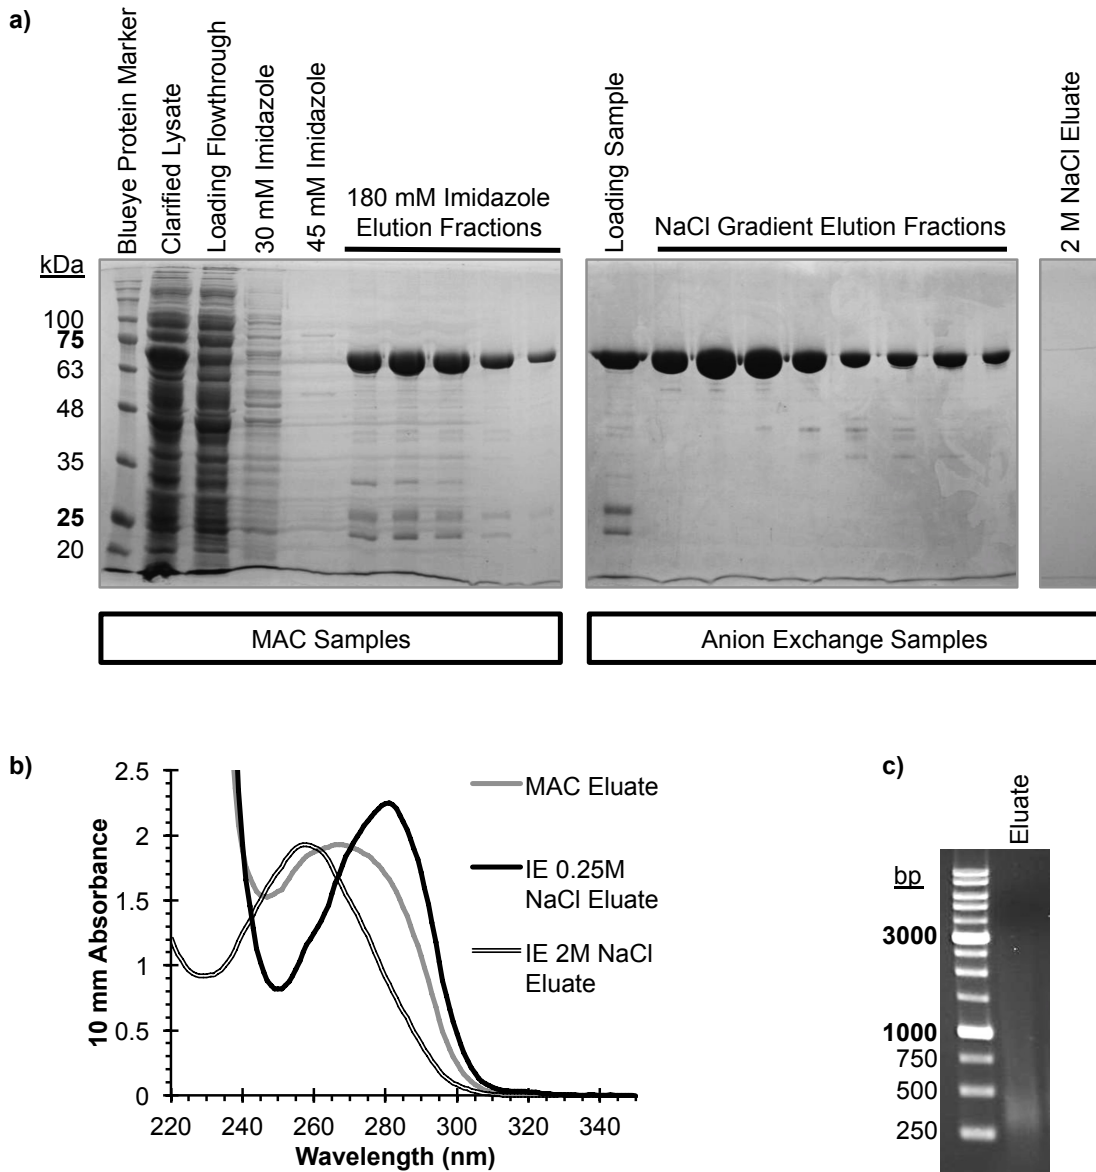 a)
Blueye Protein Marker
Clarified Lysate
Loading Flowthrough
30 mM Imidazole
45 mM Imidazole
180 mM Imidazole
Elution Fractions
Loading Sample
NaCl Gradient Elution Fractions
2 M NaCl Eluate
kDa
100
75
63
48
35
25
20
MAC Samples
Anion Exchange Samples
b)
10 mm Absorbance
2.5
2
1.5
1
0.5
0
220
240
260
280
300
320
340
Wavelength (nm)
MAC Eluate
IE 0.25M
NaCl Eluate
IE 2M NaCl
Eluate
c)
Eluate
bp
3000
1000
750
500
250